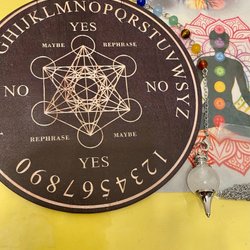 GHIJKLMNOPQRSTUVWXYZ
YES
MAYBE REPHRASE
NO NO
REPHRASE MAYBE
YES
1234567890